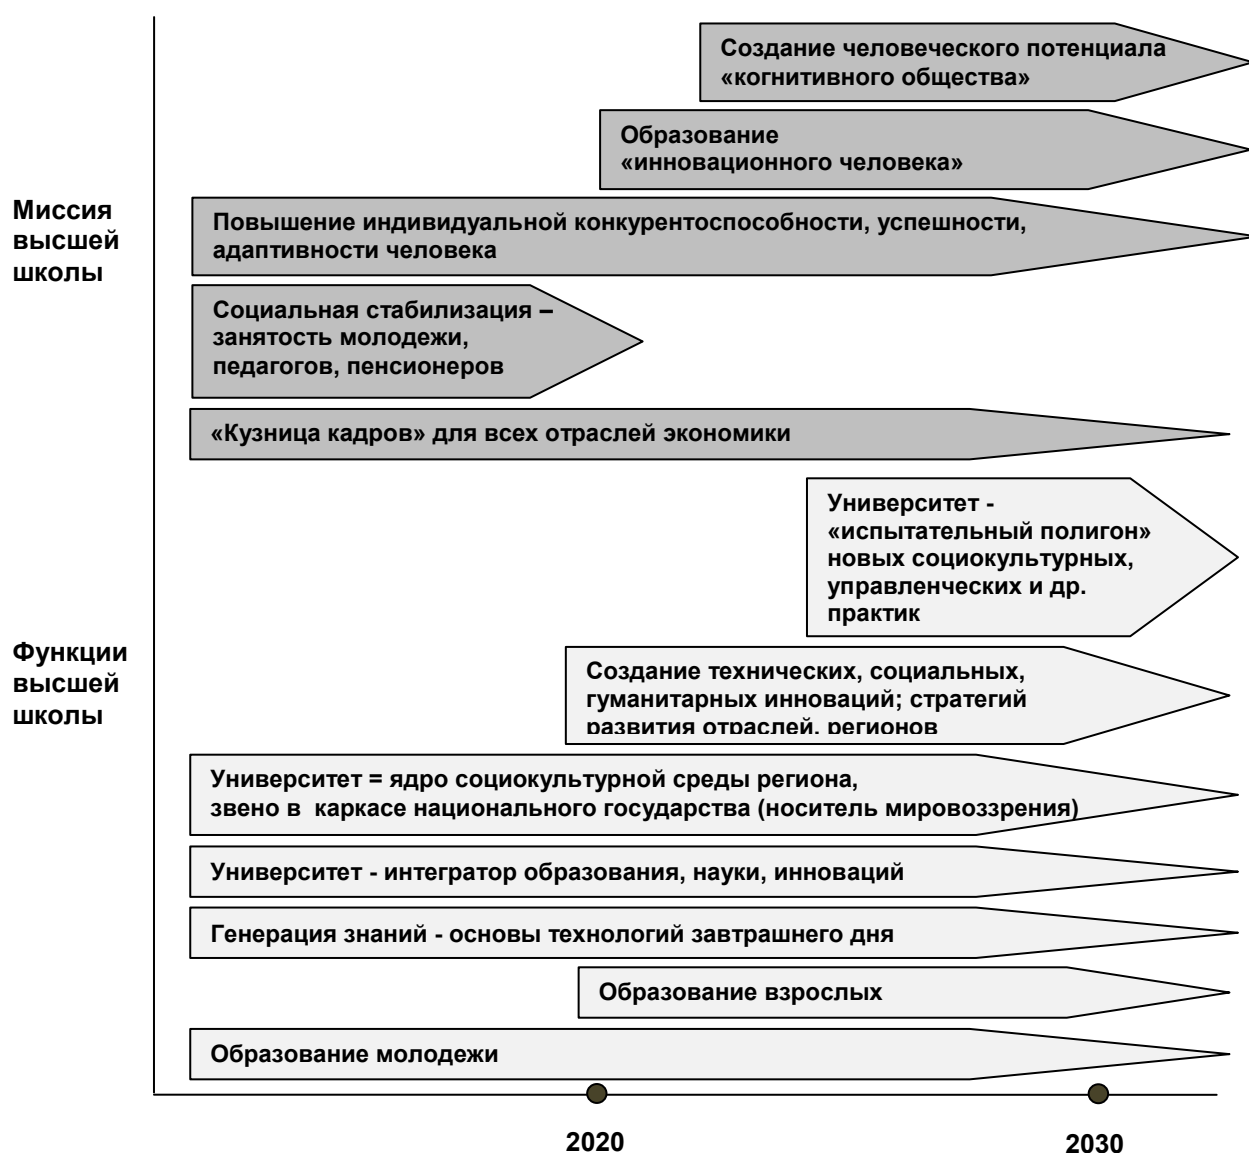 Создание человеческого потенциала
«когнитивного общества»
Образование
«инновационного человека»
Миссия
высшей
школы
Повышение индивидуальной конкурентоспособности, успешности,
адаптивности человека
Социальная стабилизация –
занятость молодежи,
педагогов, пенсионеров
«Кузница кадров» для всех отраслей экономики
Университет -
«испытательный полигон»
новых социокультурных,
управленческих и др.
практик
Функции
высшей
школы
Создание технических, социальных,
гуманитарных инноваций; стратегий
развития отраслей, регионов
Университет = ядро социокультурной среды региона,
звено в каркасе национального государства (носитель мировоззрения)
Университет - интегратор образования, науки, инноваций
Генерация знаний - основы технологий завтрашнего дня
Образование взрослых
Образование молодежи
2020
2030